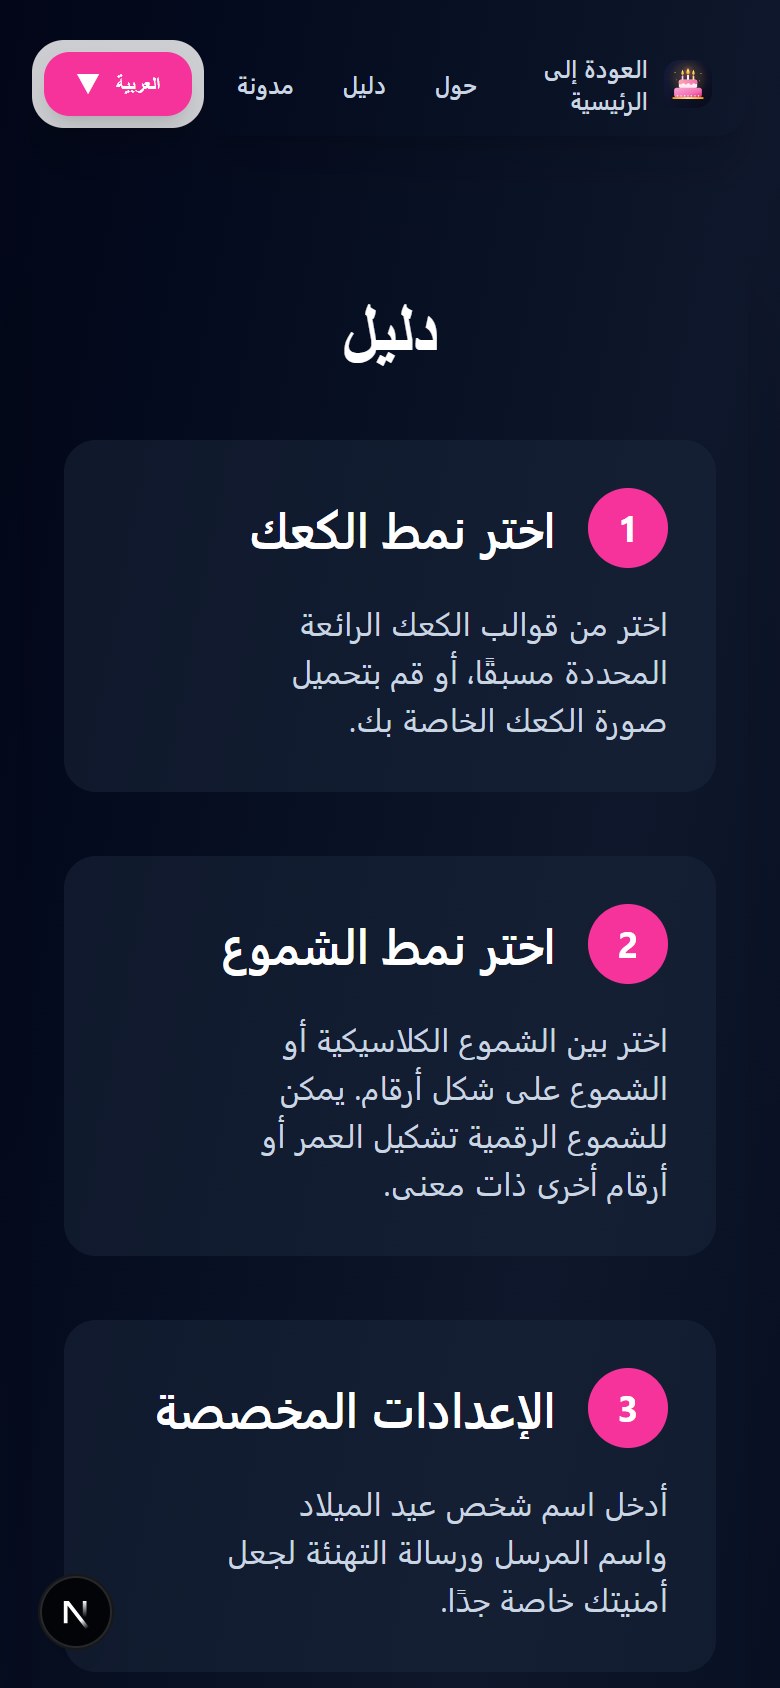 العودة إلى
الرئيسية
حول
دليل
مدونة
العربية ▼
دليل
1
اختر نمط الكعك
اختر من قوالب الكعك الرائعة
المحددة مسبقًا، أو قم بتحميل
صورة الكعك الخاصة بك.
2
اختر نمط الشموع
اختر بين الشموع الكلاسيكية أو
الشموع على شكل أرقام. يمكن
للشموع الرقمية تشكيل العمر أو
أرقام أخرى ذات معنى.
3
الإعدادات المخصصة
أدخل اسم شخص عيد الميلاد
واسم المرسل ورسالة التهنئة لجعل
أمنيتك خاصة جدًا.
N